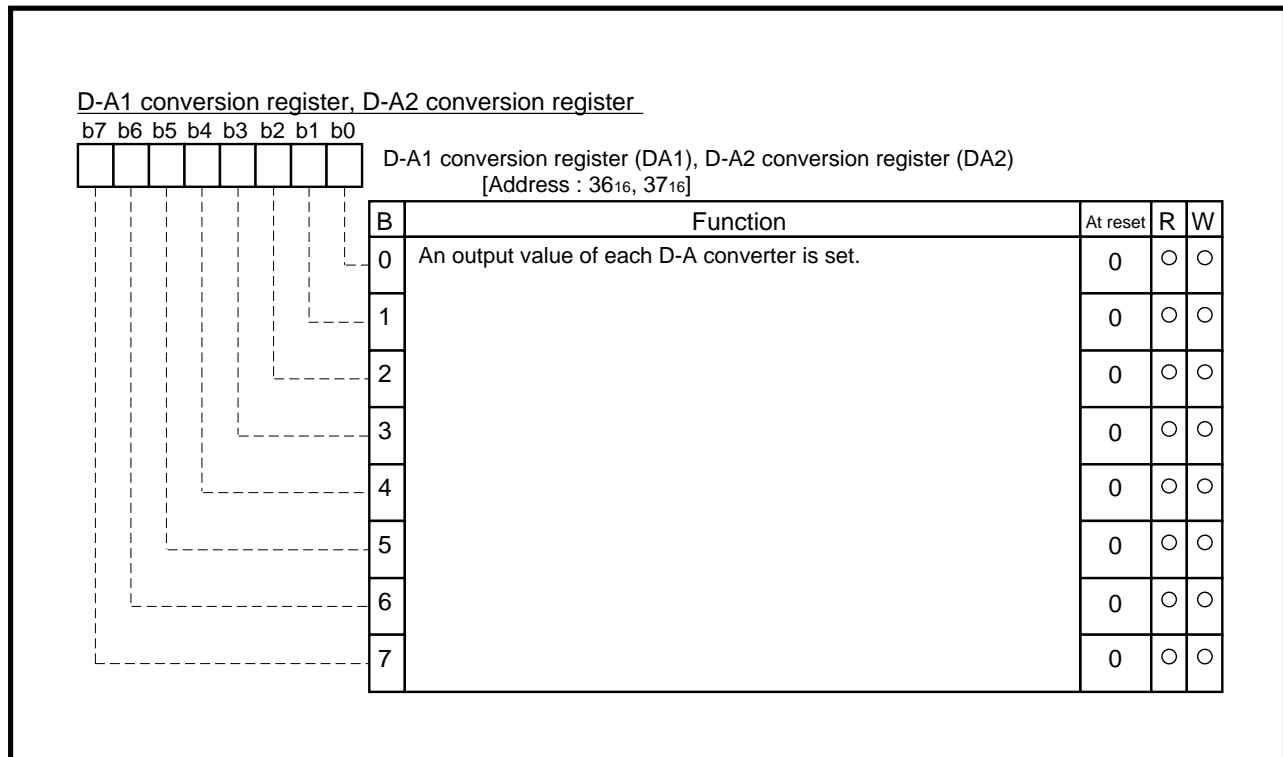 D-A1 conversion register, D-A2 conversion register
b7 b6 b5 b4 b3 b2 b1 b0
D-A1 conversion register (DA1), D-A2 conversion register (DA2)
[Address : 36₁₆, 37₁₆]
B Function At reset R W
0 An output value of each D-A converter is set. 0 ○ ○
1 0 ○ ○
2 0 ○ ○
3 0 ○ ○
4 0 ○ ○
5 0 ○ ○
6 0 ○ ○
7 0 ○ ○